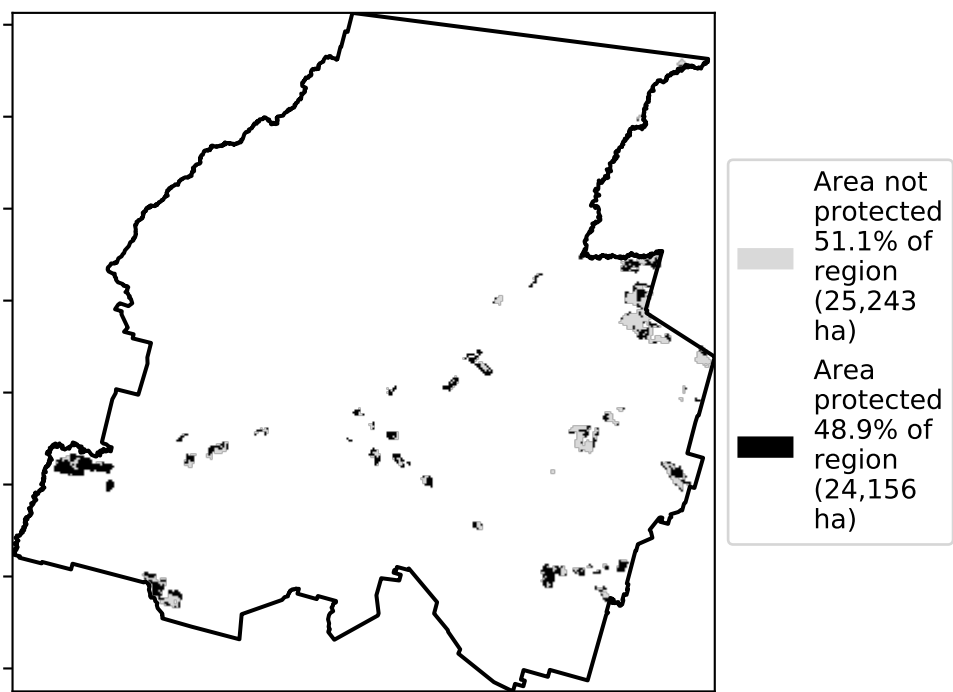 Area not
protected
51.1% of
region
(25,243
ha)
Area
protected
48.9% of
region
(24,156
ha)